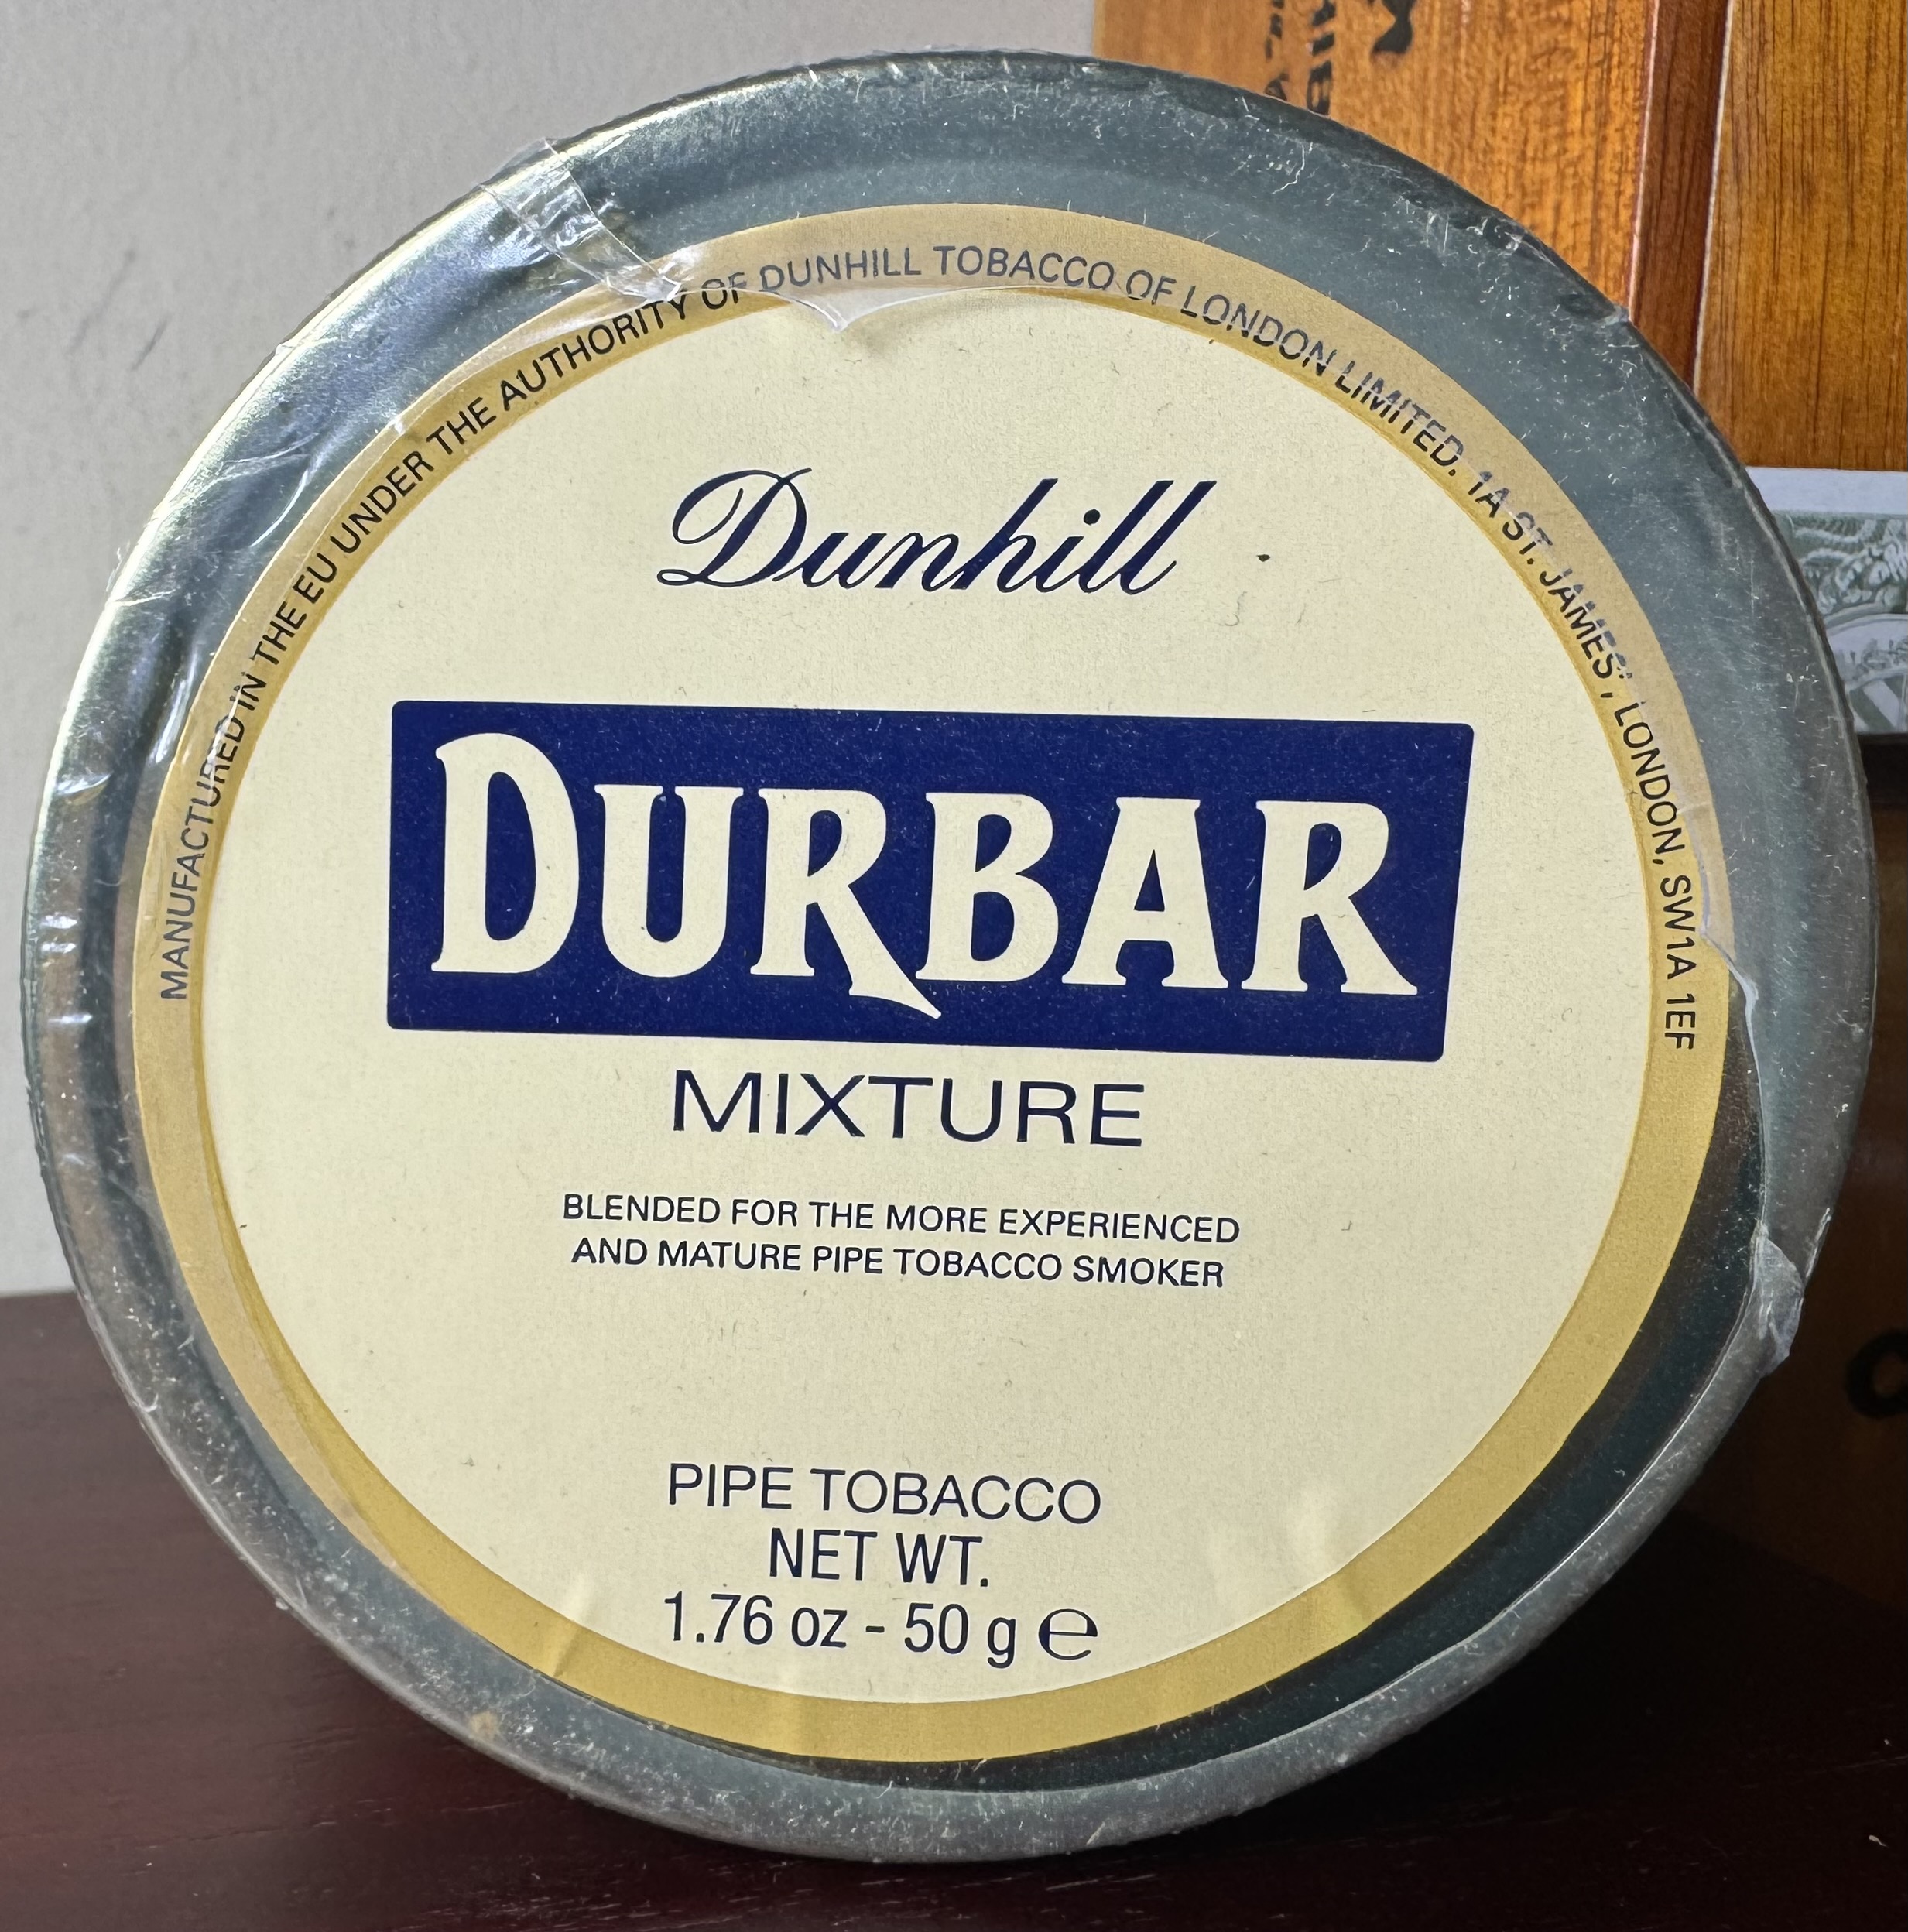 MANUFACTURED IN THE EU UNDER THE AUTHORITY OF DUNHILL TOBACCO OF LONDON LIMITED. 1A ST. JAMES', LONDON, SW1A 1EF
Dunhill
DURBAR
MIXTURE
BLENDED FOR THE MORE EXPERIENCED
AND MATURE PIPE TOBACCO SMOKER
PIPE TOBACCO
NET WT.
1.76 oz - 50 g ℮